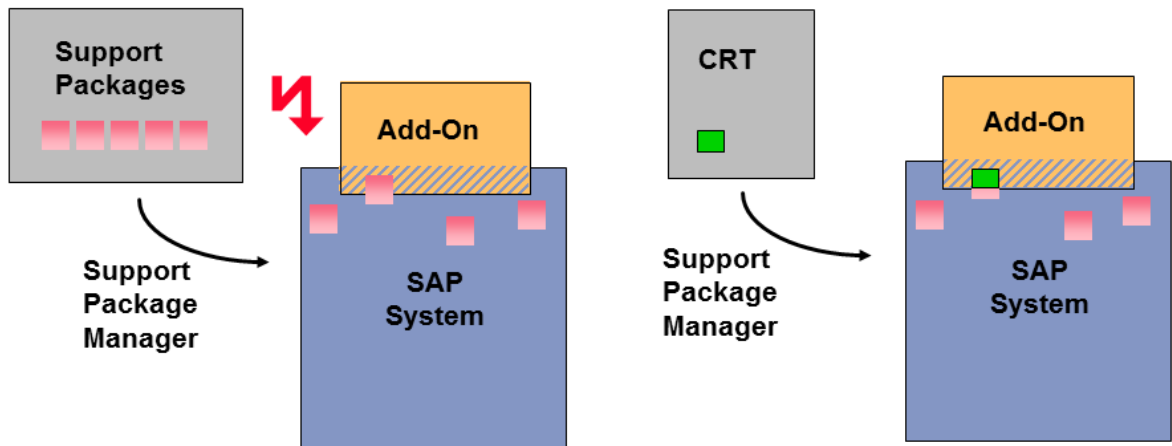 Support
Packages
Add-On
Support
Package
Manager
SAP
System
CRT
Add-On
Support
Package
Manager
SAP
System